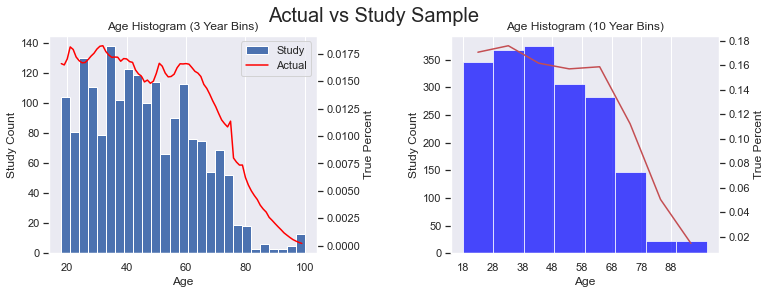 Actual vs Study Sample
Age Histogram (3 Year Bins)
Study
Actual
Study Count
140
120
100
80
60
40
20
0
20 40 60 80 100
Age
0.0175
0.0150
0.0125
0.0100
0.0075
0.0050
0.0025
0.0000
True Percent
Age Histogram (10 Year Bins)
Study Count
350
300
250
200
150
100
50
0
18 28 38 48 58 68 78 88
Age
0.18
0.16
0.14
0.12
0.10
0.08
0.06
0.04
0.02
True Percent